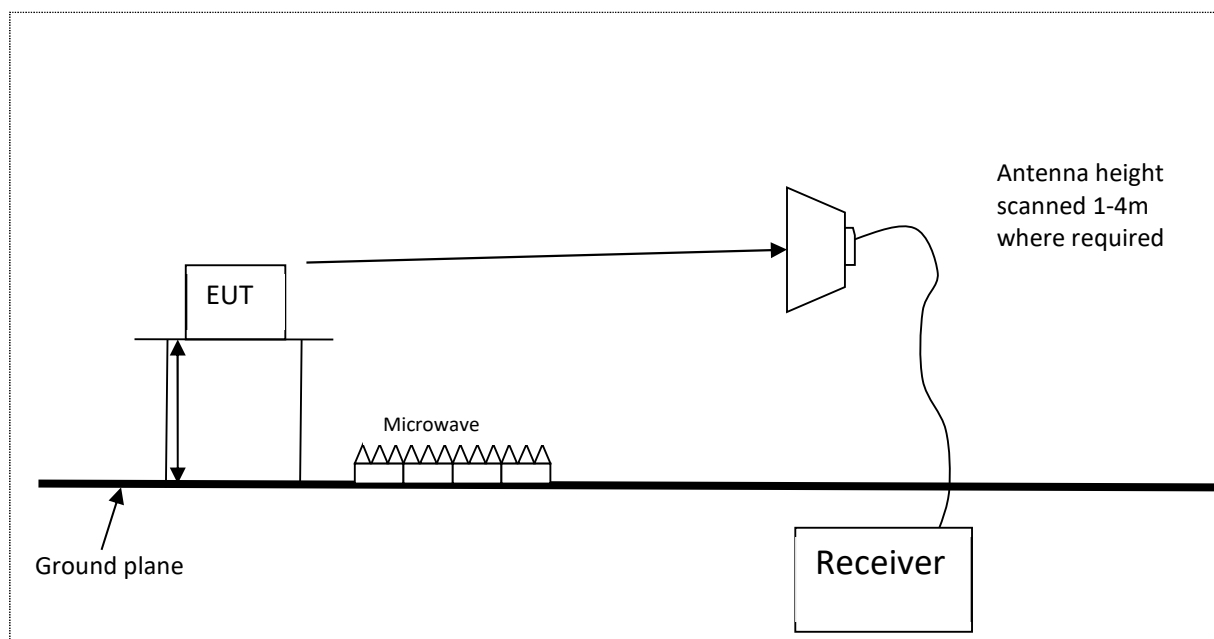 Antenna height
scanned 1-4m
where required
EUT
Microwave
Ground plane
Receiver